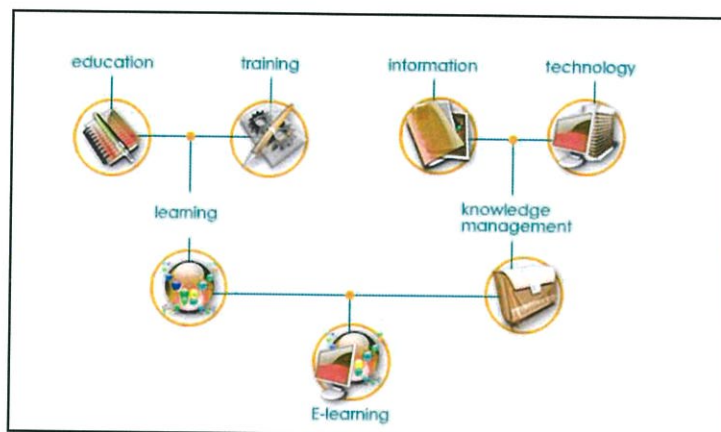 education
training
information
technology
learning
knowledge
management
E-learning